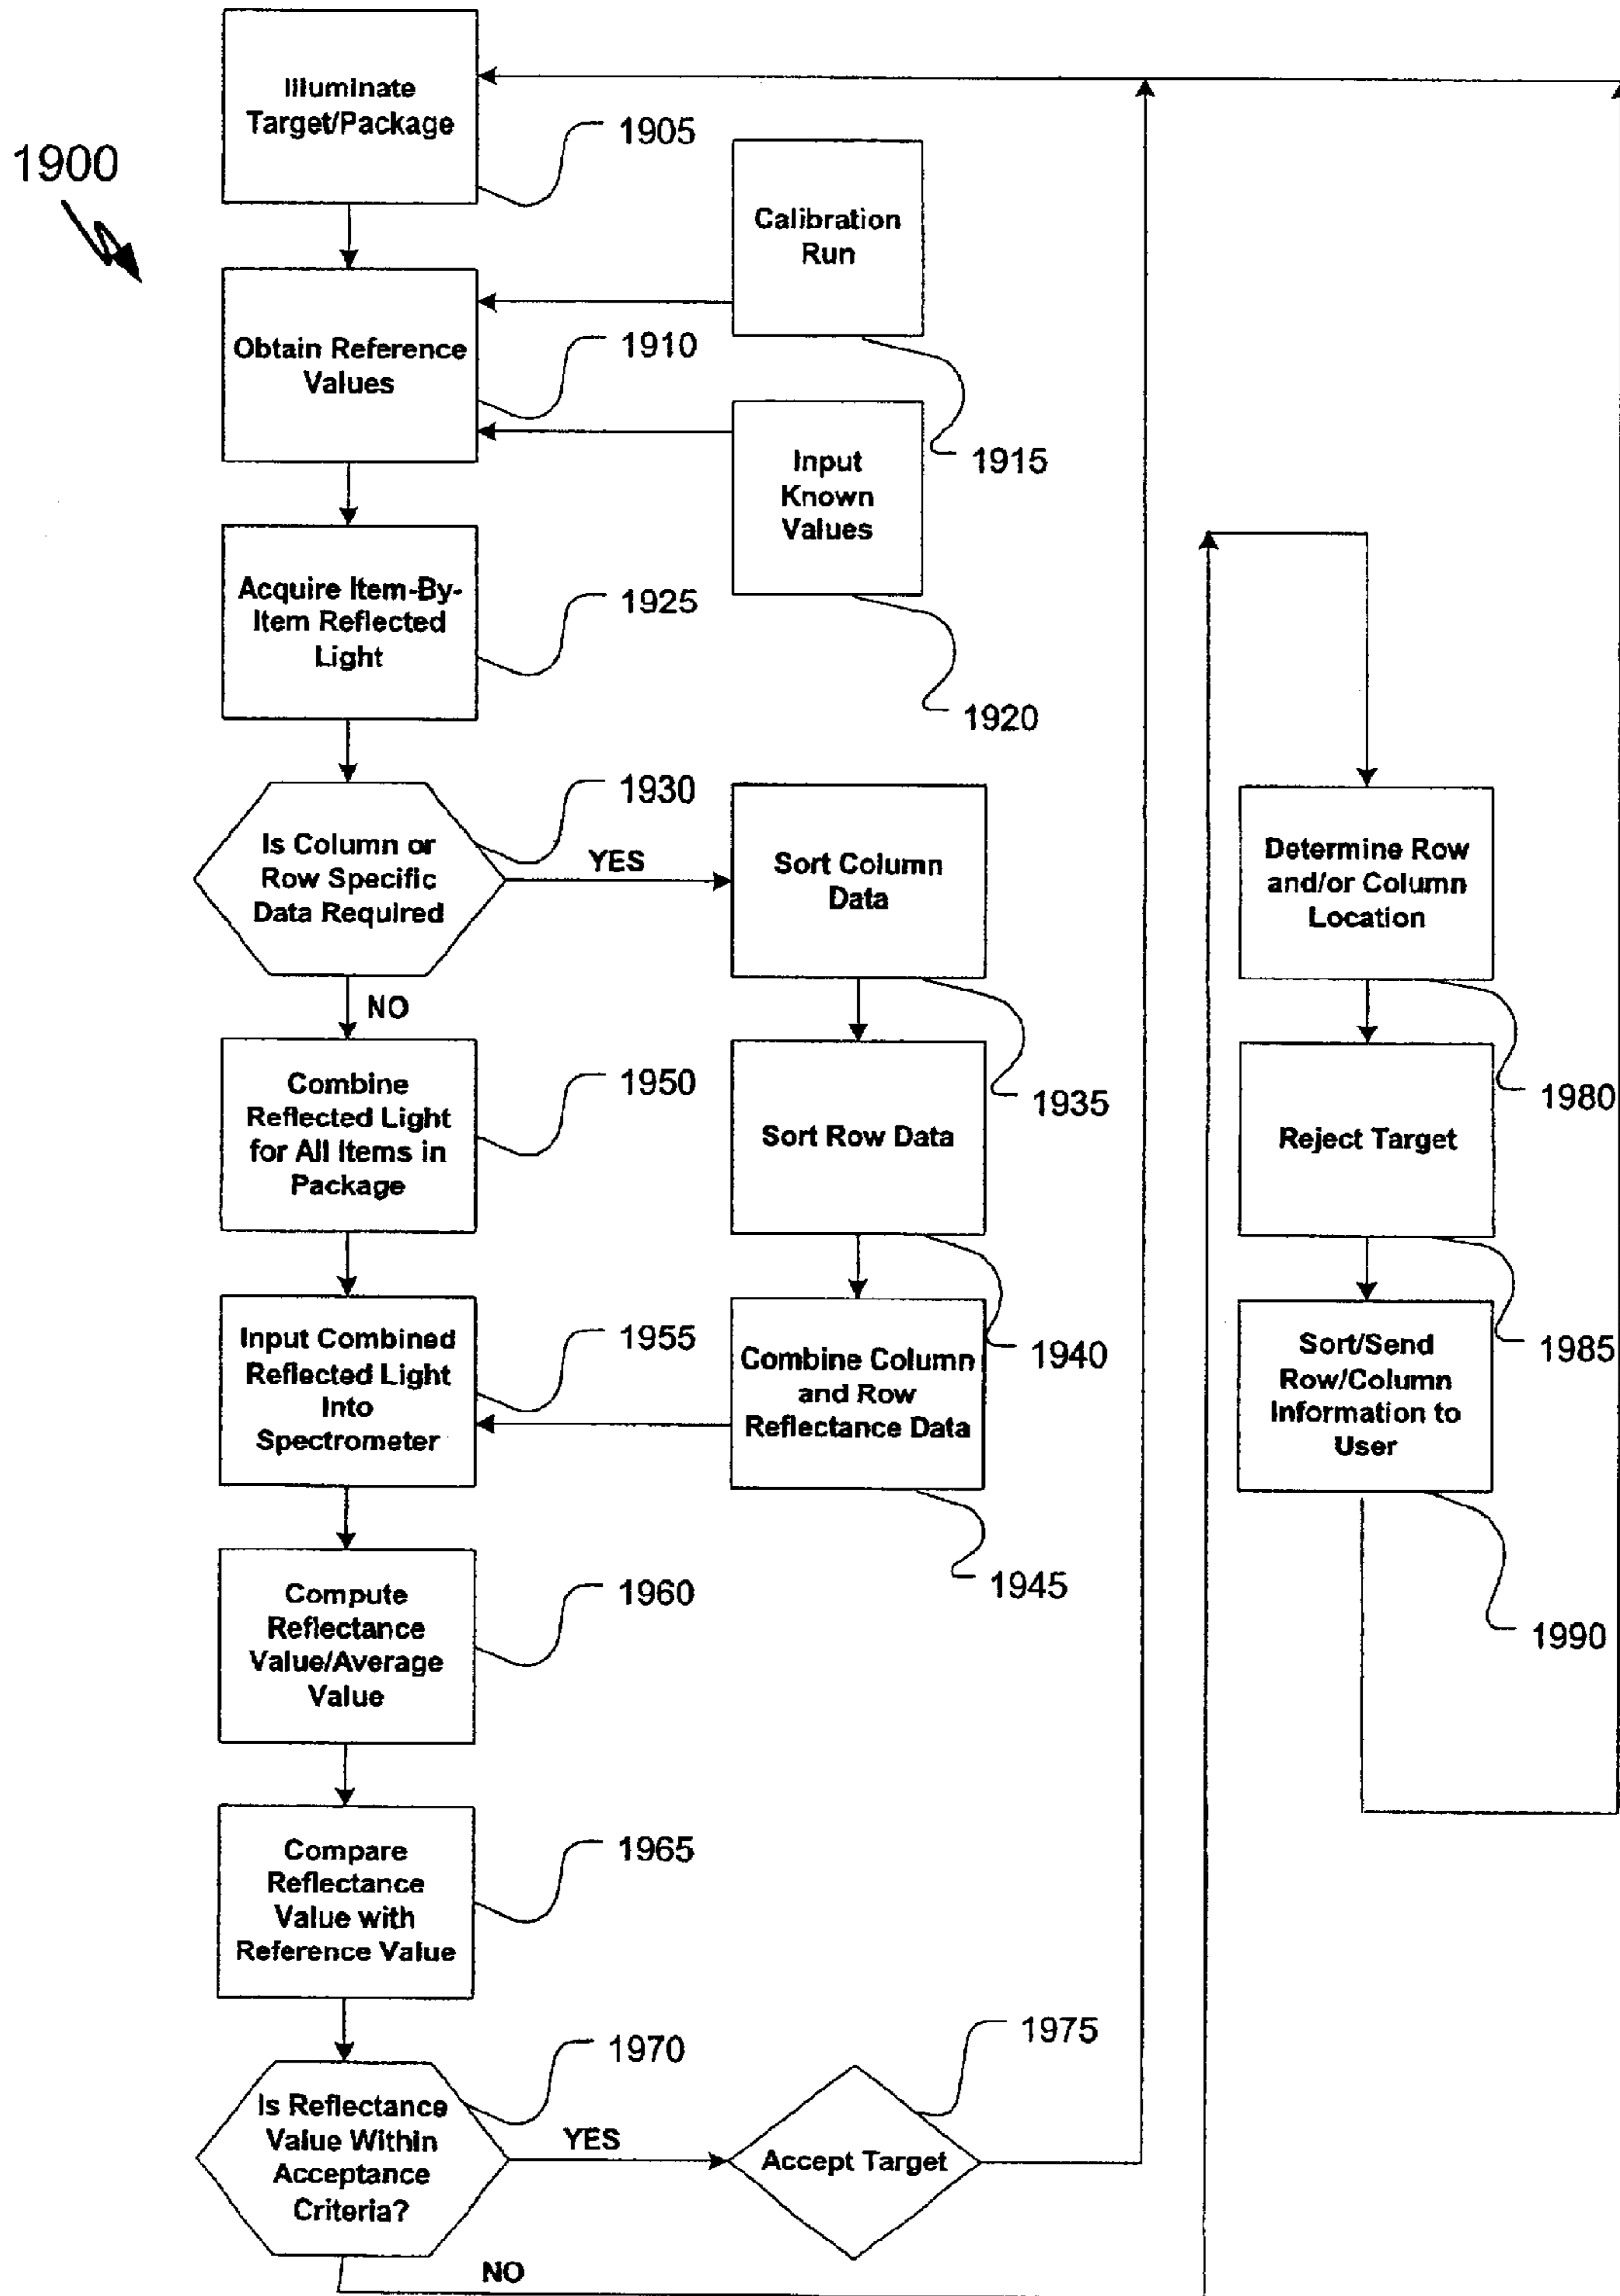 1900
Illuminate
Target/Package
1905
Calibration
Run
1915
Obtain Reference
Values
1910
Input
Known
Values
1920
Acquire Item-By-
Item Reflected
Light
1925
Is Column or
Row Specific
Data Required
1930
YES
NO
Sort Column
Data
1935
Sort Row Data
1940
Combine Column
and Row
Reflectance Data
1945
Combine
Reflected Light
for All Items in
Package
1950
Input Combined
Reflected Light
Into
Spectrometer
1955
Compute
Reflectance
Value/Average
Value
1960
Compare
Reflectance
Value with
Reference Value
1965
Is Reflectance
Value Within
Acceptance
Criteria?
1970
YES
NO
Accept Target
1975
Determine Row
and/or Column
Location
1980
Reject Target
1985
Sort/Send
Row/Column
Information to
User
1990